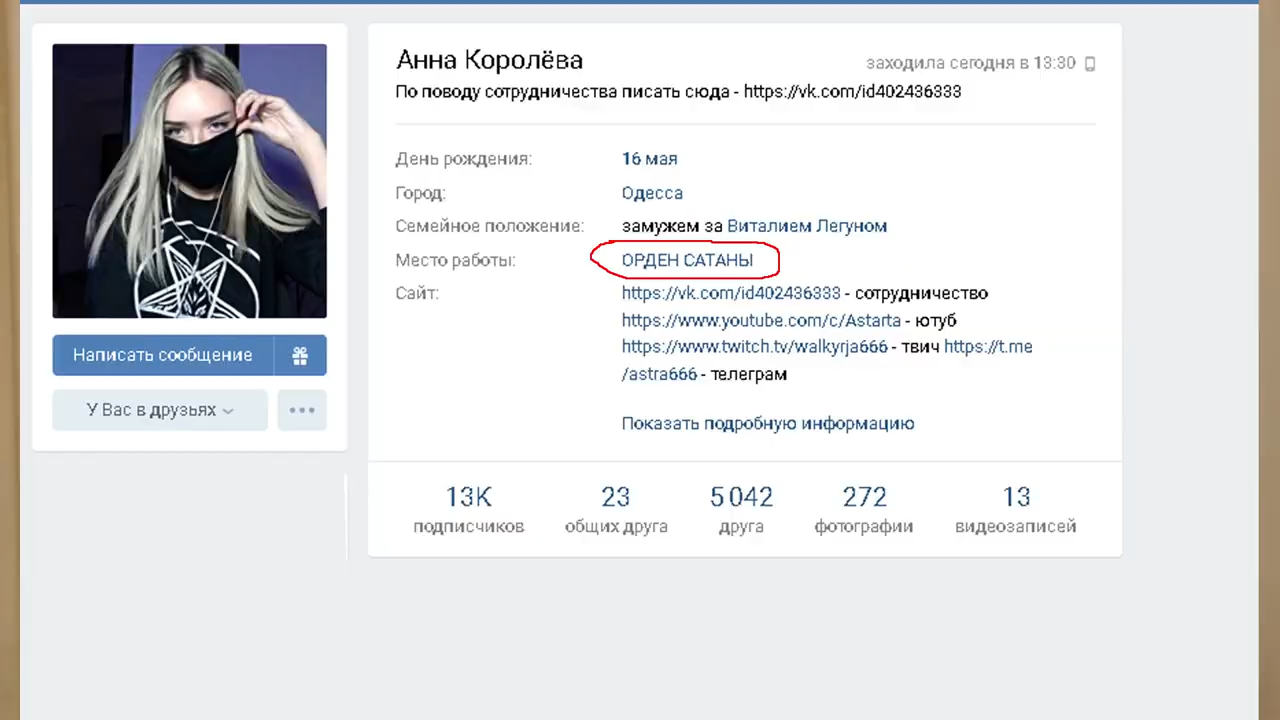 Анна Королёва
заходила сегодня в 13:30
По поводу сотрудничества писать сюда - https://vk.com/id402436333
День рождения: 16 мая
Город: Одесса
Семейное положение: замужем за Виталием Легуном
Место работы: ОРДЕН САТАНЫ
Сайт: https://vk.com/id402436333 - сотрудничество
https://www.youtube.com/c/Astarta - ютуб
https://www.twitch.tv/walkyrja666 - твич https://t.me
/astra666 - телеграм
Показать подробную информацию
Написать сообщение
У Вас в друзьях
13K 23 5 042 272 13
подписчиков общих друга друга фотографии видеозаписей